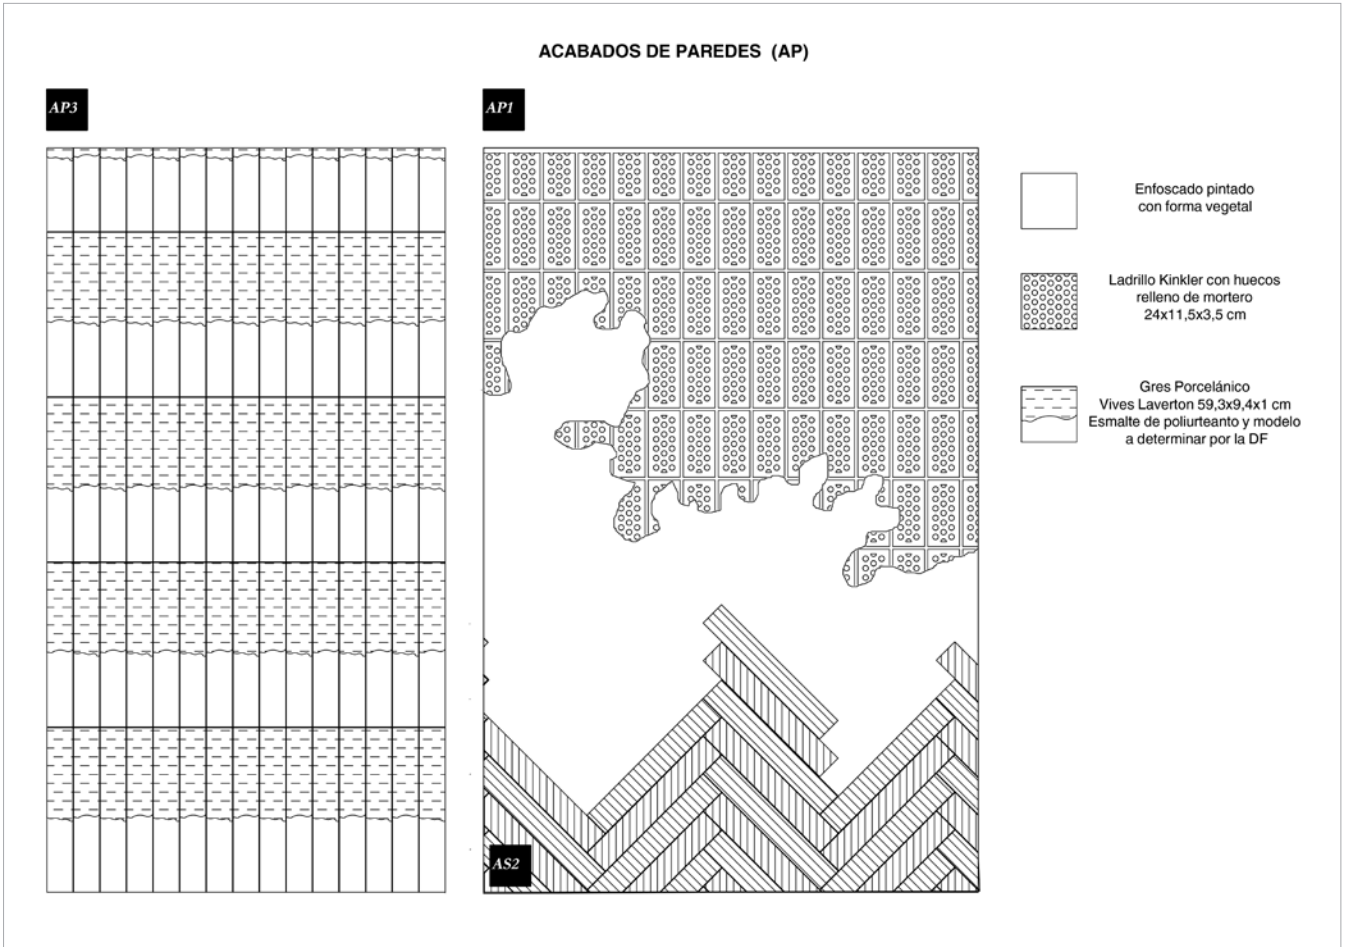 ACABADOS DE PAREDES (AP)
AP3
AP1
Enfoscado pintado
con forma vegetal
Ladrillo Kinkler con huecos
relleno de mortero
24x11,5x3,5 cm
Gres Porcelánico
Vives Laverton 59,3x9,4x1 cm
Esmalte de poliurteanto y modelo
a determinar por la DF
AS2